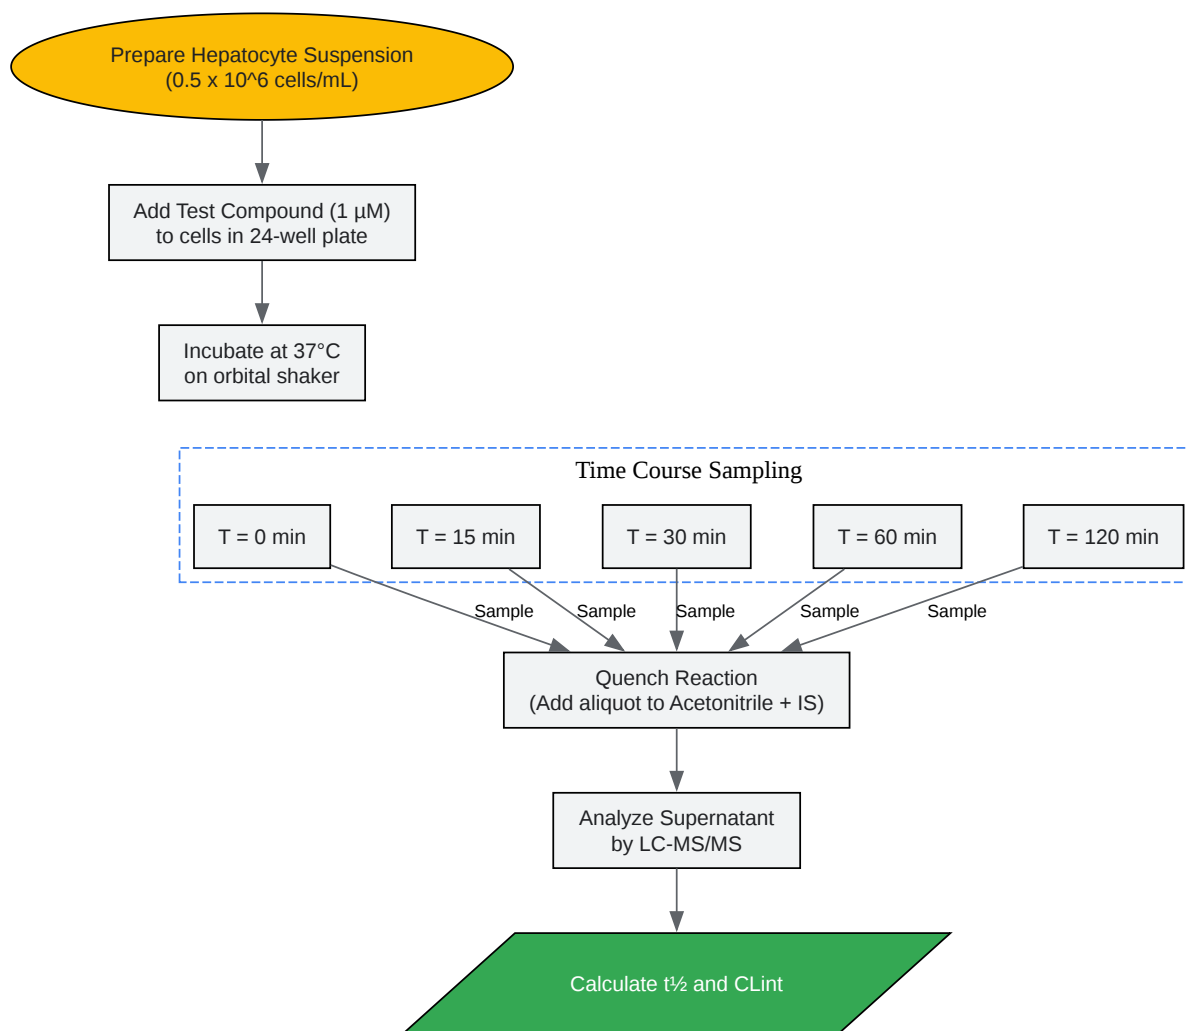 Prepare Hepatocyte Suspension
(0.5 x 10^6 cells/mL)
Add Test Compound (1 µM)
to cells in 24-well plate
Incubate at 37°C
on orbital shaker
Time Course Sampling
T = 0 min
T = 15 min
T = 30 min
T = 60 min
T = 120 min
Sample
Sample
Sample
Sample
Sample
Quench Reaction
(Add aliquot to Acetonitrile + IS)
Analyze Supernatant
by LC-MS/MS
Calculate t½ and CLint